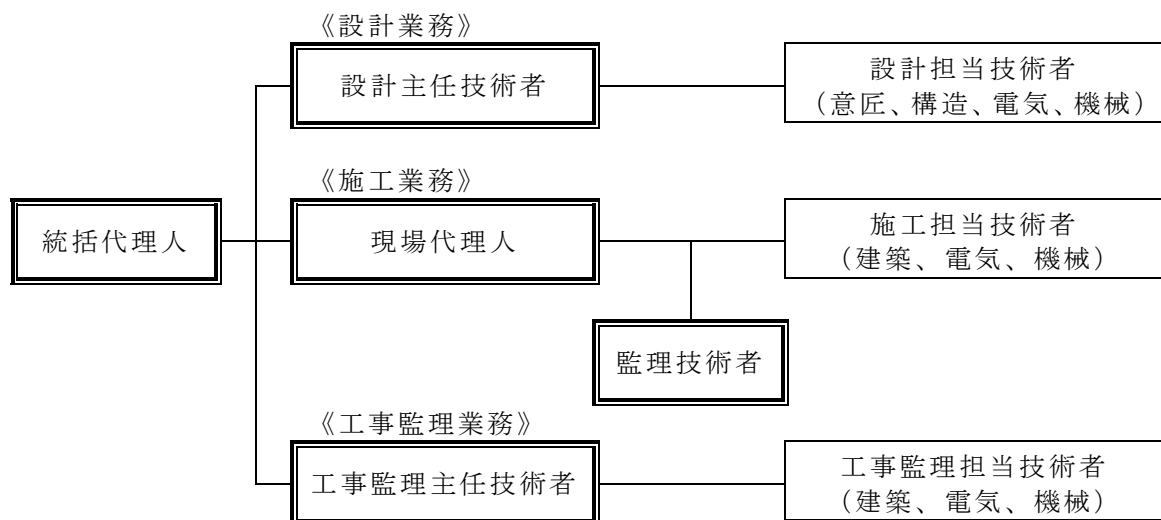 《設計業務》
設計主任技術者
設計担当技術者
（意匠、構造、電気、機械）
《施工業務》
統括代理人
現場代理人
施工担当技術者
（建築、電気、機械）
監理技術者
《工事監理業務》
工事監理主任技術者
工事監理担当技術者
（建築、電気、機械）